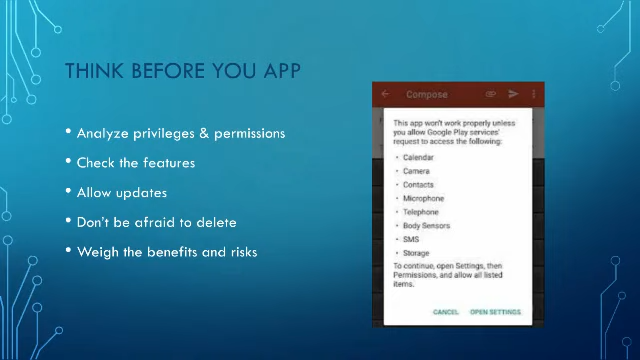 THINK BEFORE YOU APP
• Analyze privileges & permissions
• Check the features
• Allow updates
• Don't be afraid to delete
• Weigh the benefits and risks
Compose
This app won't work properly unless
you allow Google Play services'
request to access the following:
• Calendar
• Camera
• Contacts
• Microphone
• Telephone
• Body Sensors
• SMS
• Storage
To continue, open Settings, then
Permissions, and allow all listed
items.
CANCEL OPEN SETTINGS